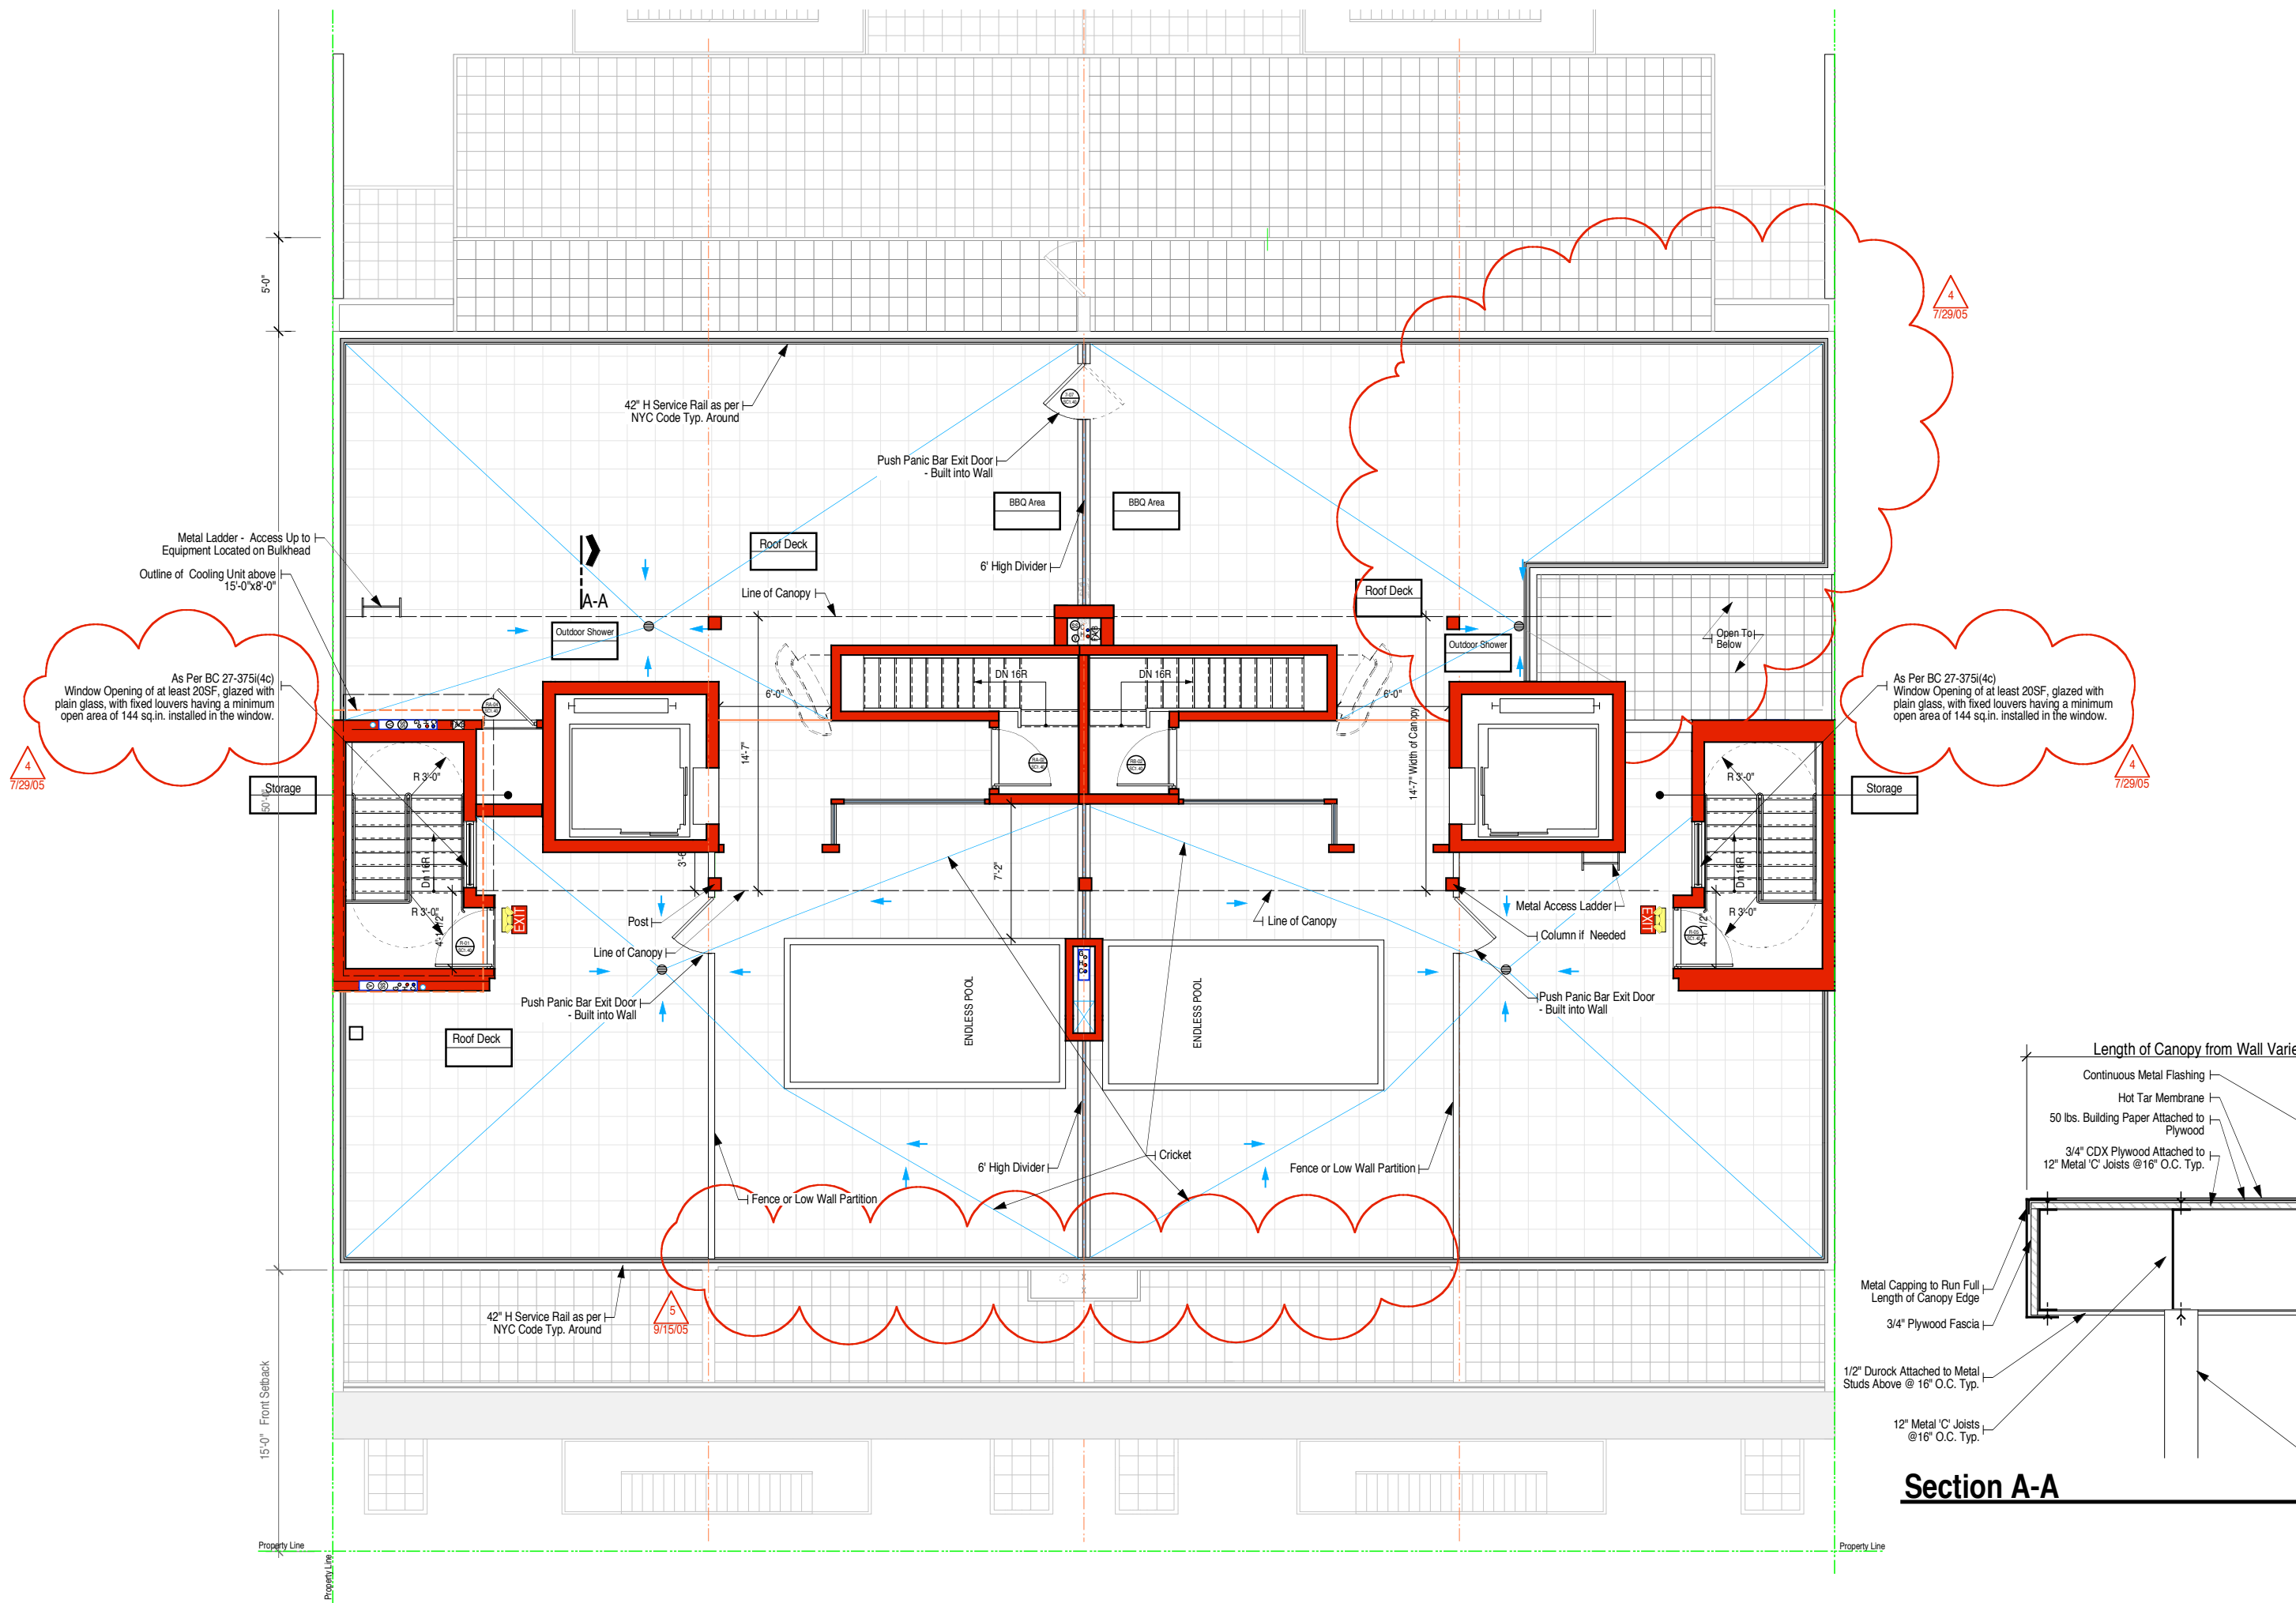 5'-0"
4
7/29/05
42" H Service Rail as per
NYC Code Typ. Around
Push Panic Bar Exit Door
- Built into Wall
BBQ Area
BBQ Area
Metal Ladder - Access Up to
Equipment Located on Bulkhead
Roof Deck
6' High Divider
Outline of Cooling Unit above
15'-0"x8'-0"
Line of Canopy
Roof Deck
A-A
Outdoor Shower
Outdoor Shower
Open To
Below
As Per BC 27-375i(4c)
Window Opening of at least 20SF, glazed with
plain glass, with fixed louvers having a minimum
open area of 144 sq.in. installed in the window.
DN 16R
DN 16R
6'-0"
6'-0"
As Per BC 27-375i(4c)
Window Opening of at least 20SF, glazed with
plain glass, with fixed louvers having a minimum
open area of 144 sq.in. installed in the window.
4
7/29/05
4
7/29/05
14'-7"
14'-7" Width of Canopy
R 3'-0"
R 3'-0"
Storage
Storage
Dn 16R
Dn 16R
7'-2"
R 3'-0"
R 3'-0"
EXIT
EXIT
Post
Line of Canopy
Line of Canopy
Metal Access Ladder
Column if Needed
Push Panic Bar Exit Door
- Built into Wall
Push Panic Bar Exit Door
- Built into Wall
ENDLESS POOL
ENDLESS POOL
Roof Deck
Length of Canopy from Wall Varie
Continuous Metal Flashing
Hot Tar Membrane
50 lbs. Building Paper Attached to
Plywood
3/4" CDX Plywood Attached to
12" Metal 'C' Joists @16" O.C. Typ.
Cricket
6' High Divider
Fence or Low Wall Partition
Fence or Low Wall Partition
Metal Capping to Run Full
Length of Canopy Edge
3/4" Plywood Fascia
42" H Service Rail as per
NYC Code Typ. Around
5
9/15/05
1/2" Durock Attached to Metal
Studs Above @ 16" O.C. Typ.
12" Metal 'C' Joists
@16" O.C. Typ.
15'-0" Front Setback
Section A-A
Property Line
Property Line
Property Line